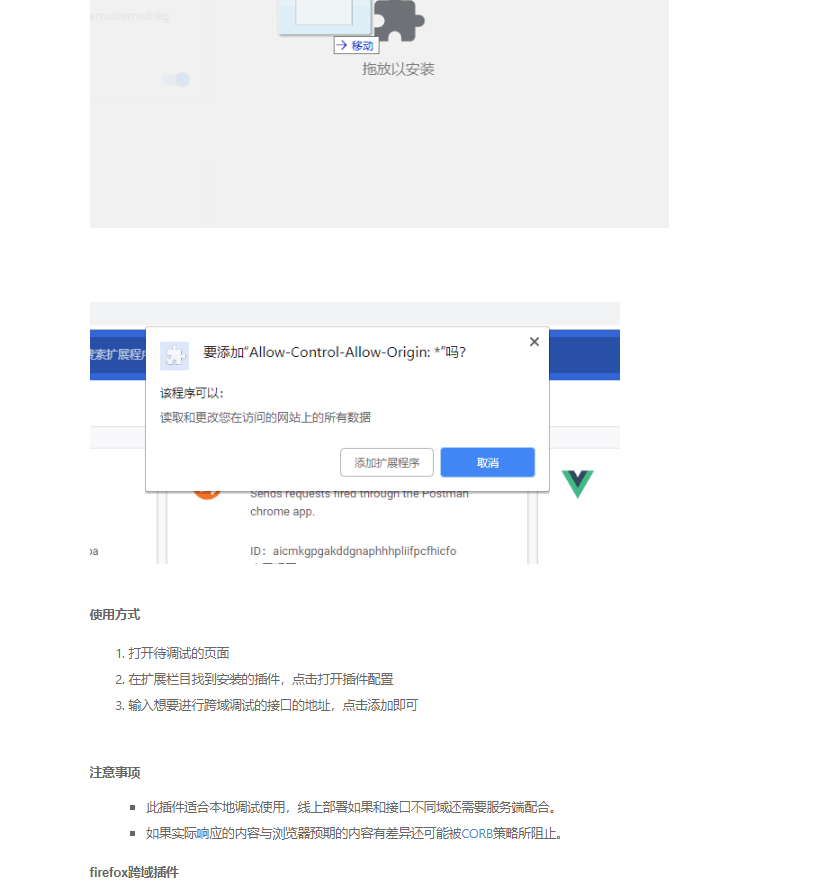 移动
拖放以安装
搜索扩展程序
要添加“Allow-Control-Allow-Origin: *”吗?
该程序可以:
读取和更改您在访问的网站上的所有数据
添加扩展程序
取消
Sends requests fired through the Postman
chrome app.
ID: aicmkgpgakddgnaphhhpliifpcfhicfo
使用方式
1. 打开待调试的页面
2. 在扩展栏目找到安装的插件，点击打开插件配置
3. 输入想要进行跨域调试的接口的地址，点击添加即可
注意事项
此插件适合本地调试使用，线上部署如果和接口不同域还需要服务端配合。
如果实际响应的内容与浏览器预期的内容有差异还可能被CORB策略所阻止。
firefox跨域插件